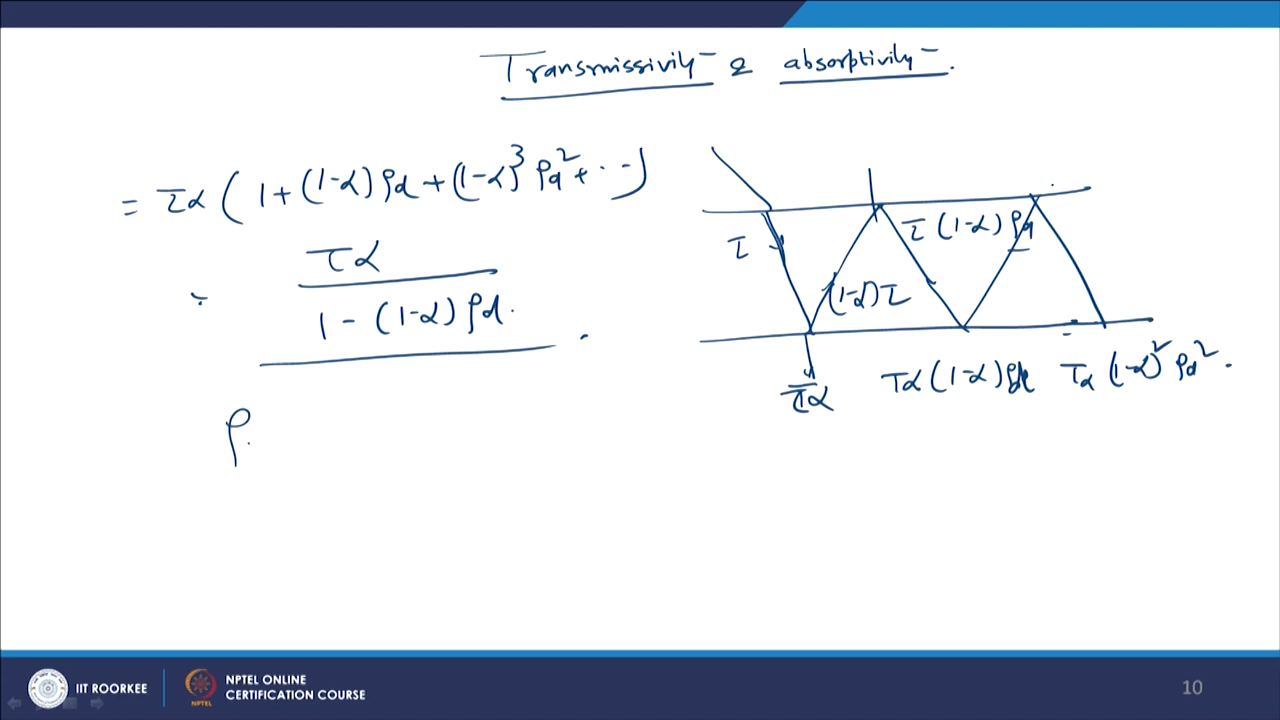 Transmissivity & absorptivity.
= τα ( 1 + (1-α) ρd + (1-α)³ ρd² + ...)
τα
1 - (1-α) ρd.
ρ
τ
(1-α)τ
τ (1-α) ρd
τα
τα (1-α) ρd
τα (1-α)² ρd².
IIT ROORKEE
NPTEL ONLINE
CERTIFICATION COURSE
10